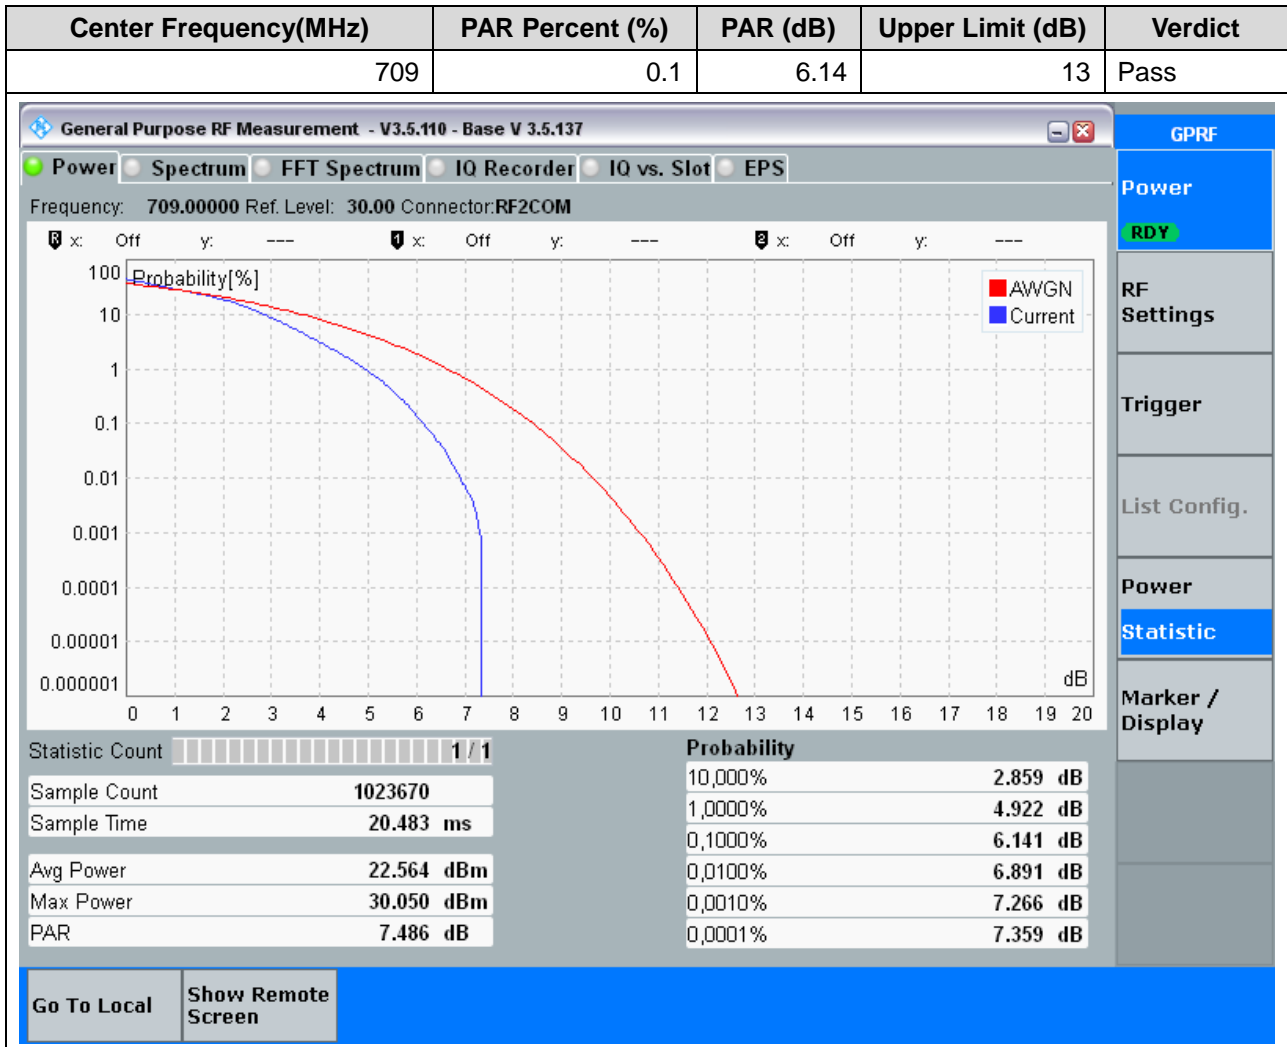 Center Frequency(MHz) PAR Percent (%) PAR (dB) Upper Limit (dB) Verdict
709 0.1 6.14 13 Pass
General Purpose RF Measurement - V3.5.110 - Base V 3.5.137
GPRF
Power Spectrum FFT Spectrum IQ Recorder IQ vs. Slot EPS
Power
RDY
Frequency: 709.00000 Ref. Level: 30.00 Connector:RF2COM
R x: Off y: --- 1 x: Off y: --- 2 x: Off y: ---
Probability[%]
AWGN
Current
100
10
1
0.1
0.01
0.001
0.0001
0.00001
0.000001
dB
0 1 2 3 4 5 6 7 8 9 10 11 12 13 14 15 16 17 18 19 20
RF
Settings
Trigger
List Config.
Power
Statistic
Marker /
Display
Statistic Count 1 / 1
Sample Count 1023670
Sample Time 20.483 ms
Avg Power 22.564 dBm
Max Power 30.050 dBm
PAR 7.486 dB
Probability
10,000% 2.859 dB
1,0000% 4.922 dB
0,1000% 6.141 dB
0,0100% 6.891 dB
0,0010% 7.266 dB
0,0001% 7.359 dB
Go To Local
Show Remote
Screen